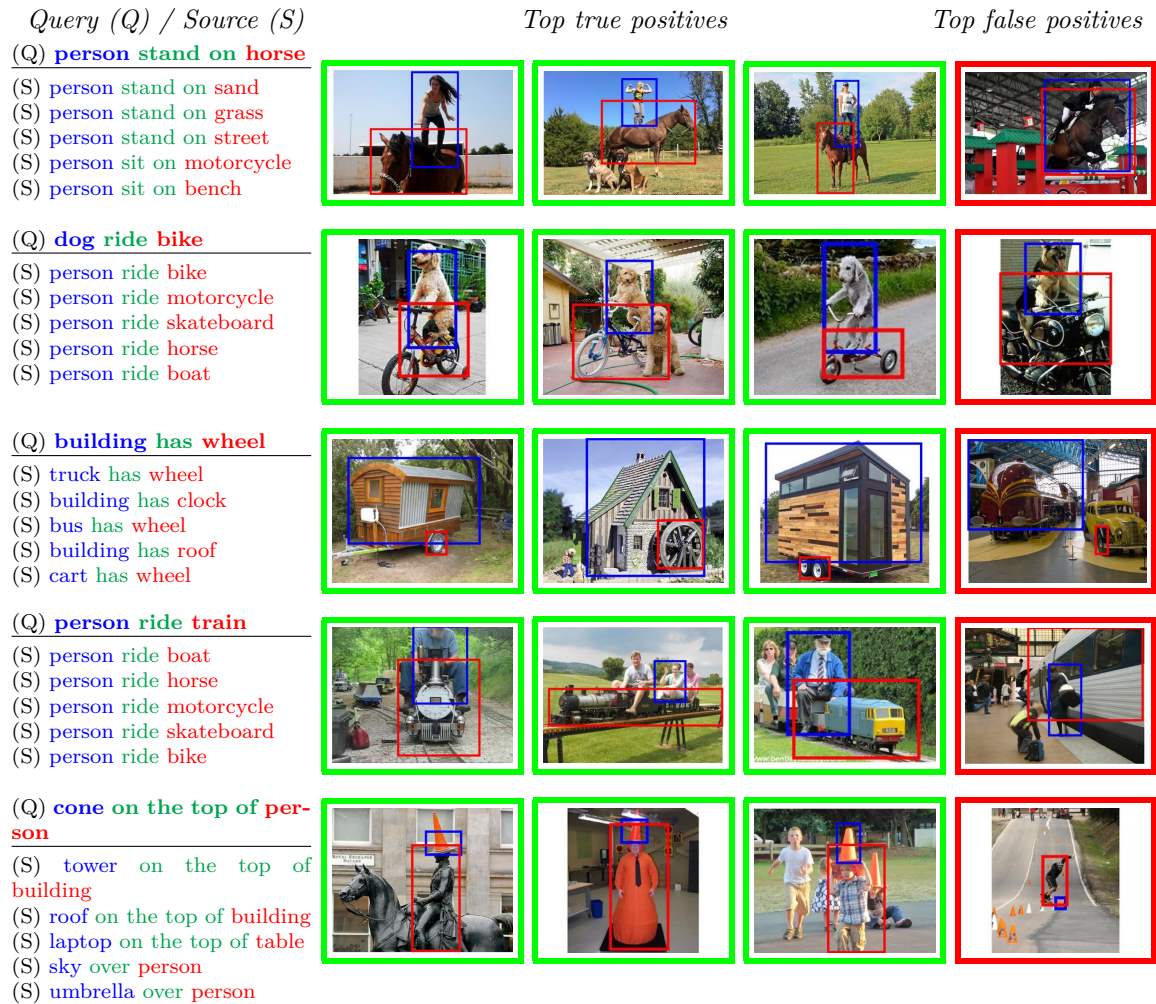 Query (Q) / Source (S)
Top true positives
Top false positives
(Q) person stand on horse
(S) person stand on sand
(S) person stand on grass
(S) person stand on street
(S) person sit on motorcycle
(S) person sit on bench
(Q) dog ride bike
(S) person ride bike
(S) person ride motorcycle
(S) person ride skateboard
(S) person ride horse
(S) person ride boat
(Q) building has wheel
(S) truck has wheel
(S) building has clock
(S) bus has wheel
(S) building has roof
(S) cart has wheel
(Q) person ride train
(S) person ride boat
(S) person ride horse
(S) person ride motorcycle
(S) person ride skateboard
(S) person ride bike
www.bent
(Q) cone on the top of per-
son
(S) tower on the top of
building
(S) roof on the top of building
(S) laptop on the top of table
(S) sky over person
(S) umbrella over person
ROYAL EXCHANGE
SQUARE